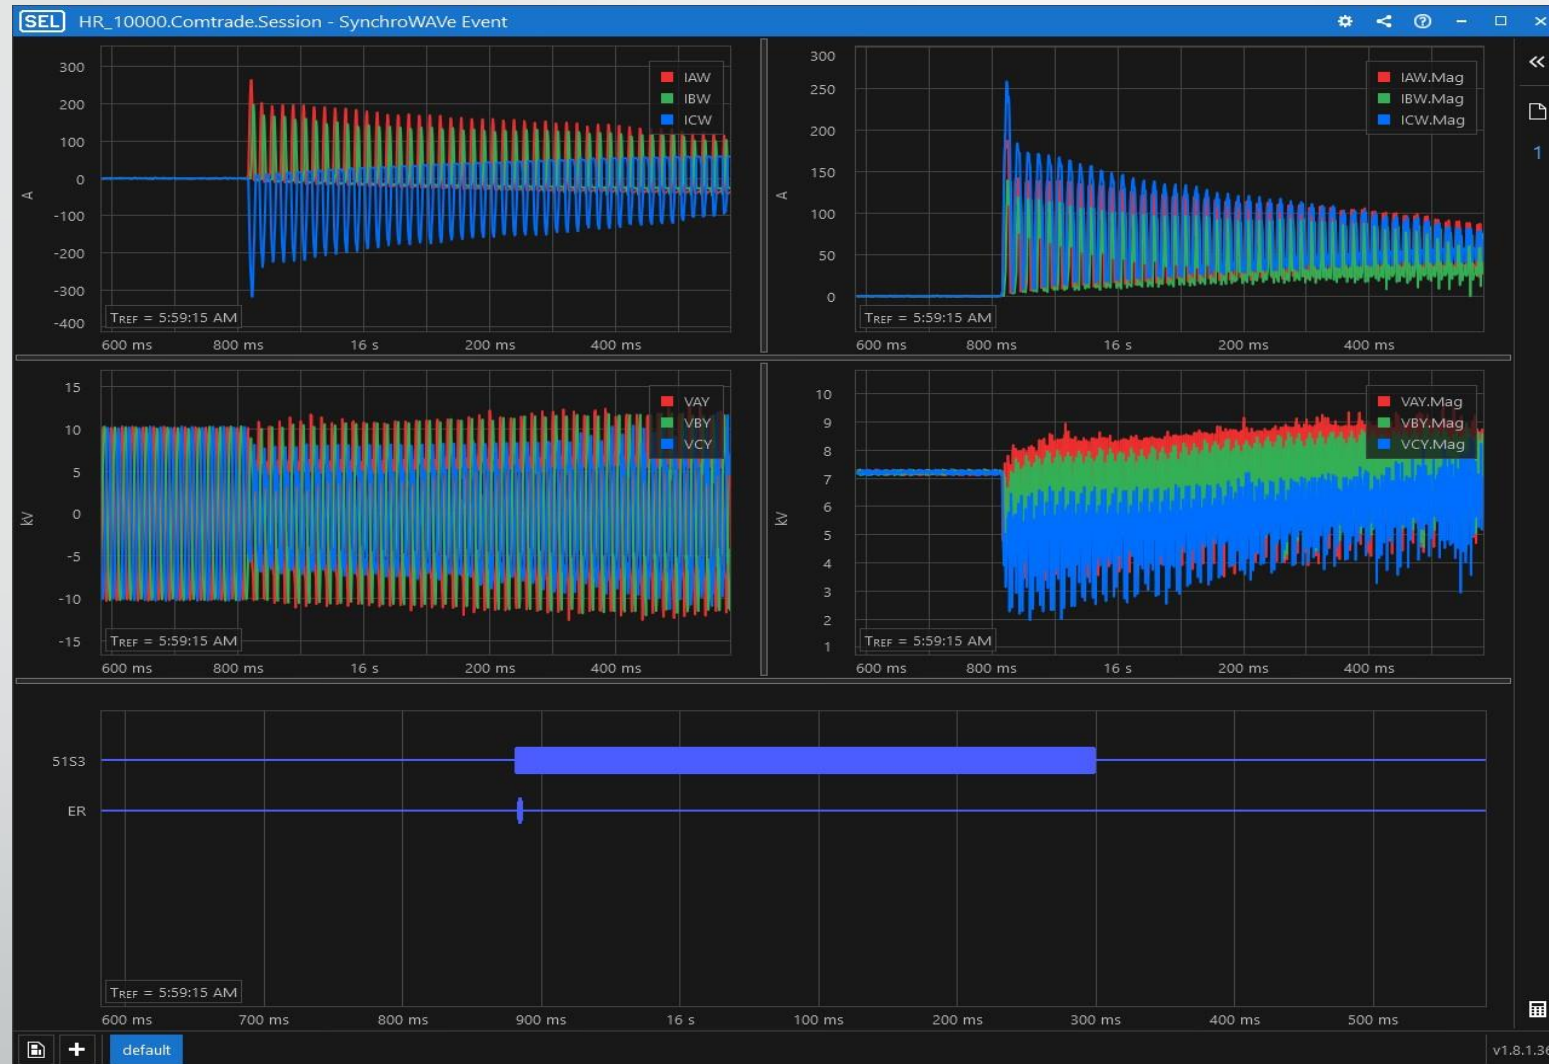 SEL HR_10000.Comtrade.Session - SynchroWAVe Event
300
200
100
0
-100
-200
-300
-400
A
IAW
IBW
ICW
TREF = 5:59:15 AM
600 ms 800 ms 16 s 200 ms 400 ms
300
250
200
150
100
50
0
A
IAW.Mag
IBW.Mag
ICW.Mag
TREF = 5:59:15 AM
600 ms 800 ms 16 s 200 ms 400 ms
15
10
5
0
-5
-10
-15
kV
VAY
VBY
VCY
TREF = 5:59:15 AM
600 ms 800 ms 16 s 200 ms 400 ms
10
9
8
7
6
5
4
3
2
1
kV
VAY.Mag
VBY.Mag
VCY.Mag
TREF = 5:59:15 AM
600 ms 800 ms 16 s 200 ms 400 ms
1
51S3
ER
TREF = 5:59:15 AM
600 ms 700 ms 800 ms 900 ms 16 s 100 ms 200 ms 300 ms 400 ms 500 ms
default
v1.8.1.36